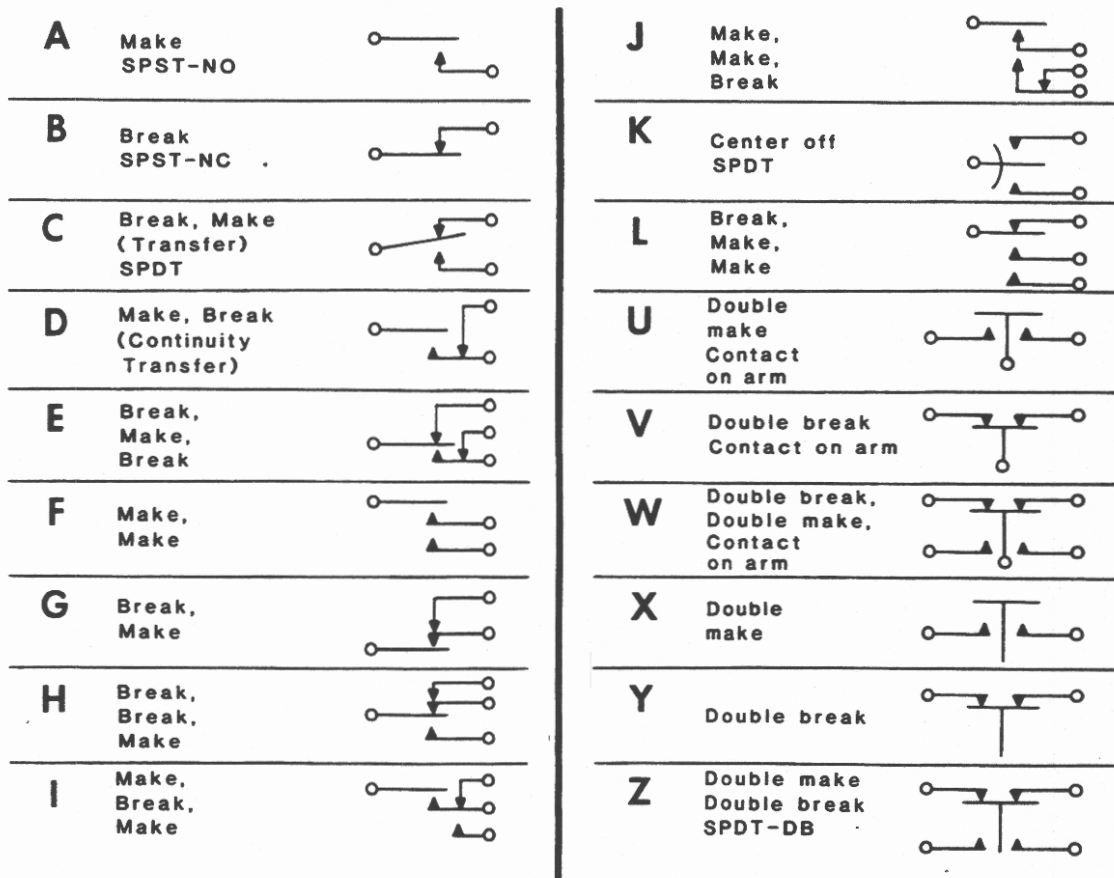 A
Make
SPST-NO
B
Break
SPST-NC .
C
Break, Make
(Transfer)
SPDT
D
Make, Break
(Continuity
Transfer)
E
Break,
Make,
Break
F
Make,
Make
G
Break,
Make
H
Break,
Break,
Make
I
Make,
Break,
Make
J
Make,
Make,
Break
K
Center off
SPDT
L
Break,
Make,
Make
U
Double
make
Contact
on arm
V
Double break
Contact on arm
W
Double break,
Double make,
Contact
on arm
X
Double
make
Y
Double break
Z
Double make
Double break
SPDT-DB